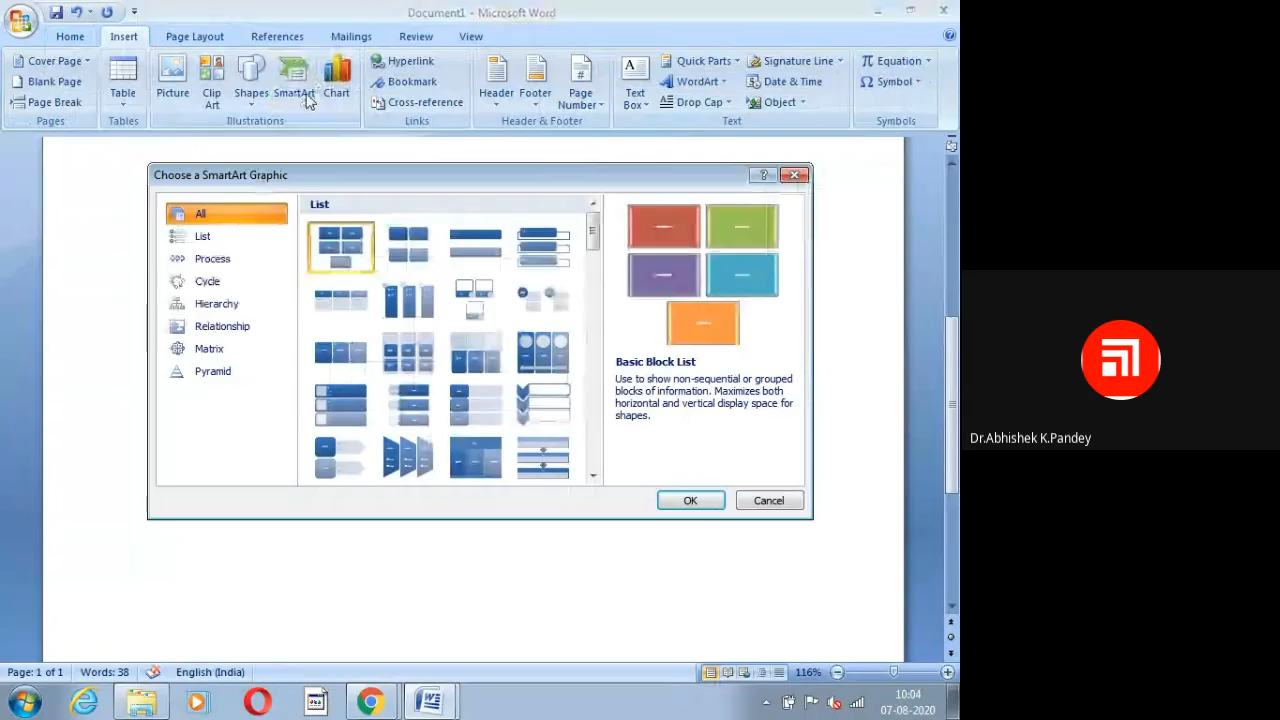 Document1 - Microsoft Word
Home Insert Page Layout References Mailings Review View
Cover Page
Blank Page
Page Break
Pages
Table
Tables
Picture
Clip
Art
Shapes
SmartArt
Chart
Illustrations
Hyperlink
Bookmark
Cross-reference
Links
Header
Footer
Page
Number
Header & Footer
Text
Box
Quick Parts
WordArt
Drop Cap
Signature Line
Date & Time
Object
Text
Equation
Symbol
Symbols
Choose a SmartArt Graphic
All
List
Process
Cycle
Hierarchy
Relationship
Matrix
Pyramid
List
Basic Block List
Use to show non-sequential or grouped
blocks of information. Maximizes both
horizontal and vertical display space for
shapes.
OK
Cancel
Dr.Abhishek K.Pandey
Page: 1 of 1
Words: 38
English (India)
116%
10:04
07-08-2020